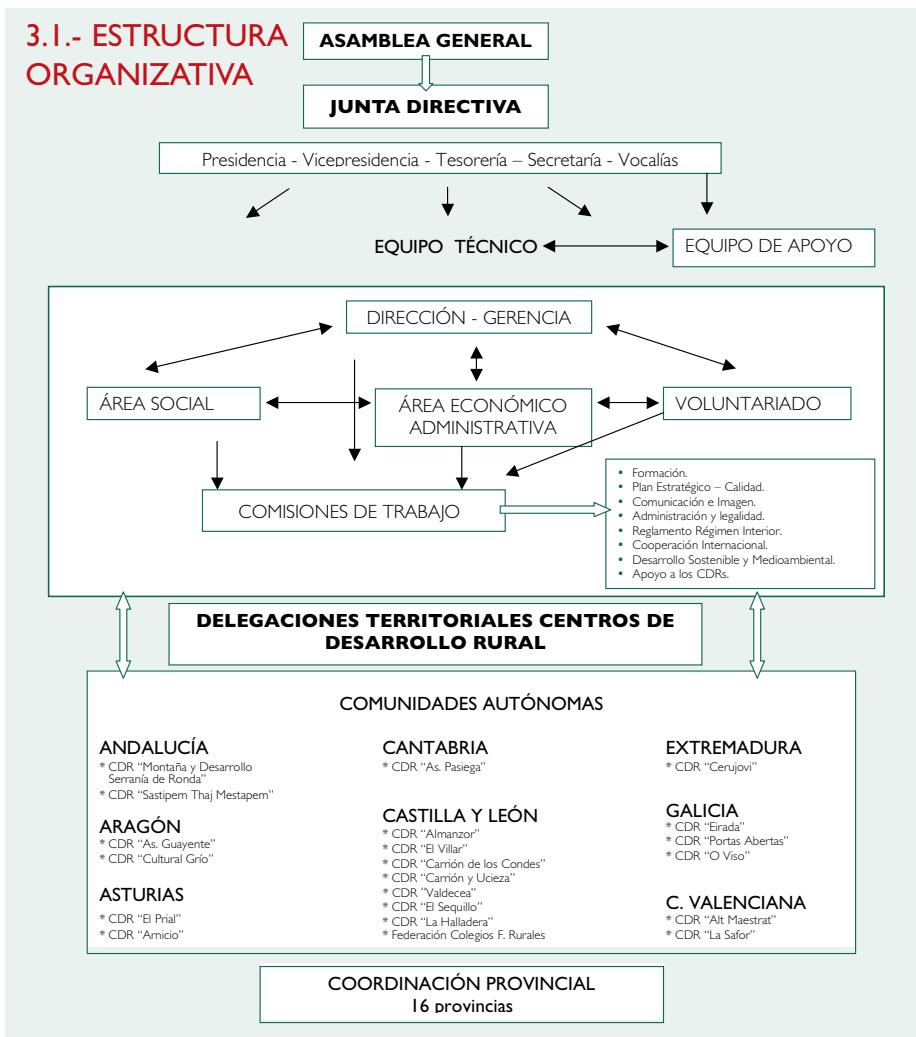 3.1.- ESTRUCTURA
ORGANIZATIVA
ASAMBLEA GENERAL
JUNTA DIRECTIVA
Presidencia - Vicepresidencia - Tesorería – Secretaría - Vocalías
EQUIPO TÉCNICO
EQUIPO DE APOYO
DIRECCIÓN - GERENCIA
ÁREA SOCIAL
ÁREA ECONÓMICO
ADMINISTRATIVA
VOLUNTARIADO
COMISIONES DE TRABAJO
• Formación.
• Plan Estratégico – Calidad.
• Comunicación e Imagen.
• Administración y legalidad.
• Reglamento Régimen Interior.
• Cooperación Internacional.
• Desarrollo Sostenible y Medioambiental.
• Apoyo a los CDRs.
DELEGACIONES TERRITORIALES CENTROS DE
DESARROLLO RURAL
COMUNIDADES AUTÓNOMAS
ANDALUCÍA
* CDR “Montaña y Desarrollo
Serranía de Ronda”
* CDR “Sastipem Thaj Mestapem”
ARAGÓN
* CDR “As. Guayente”
* CDR “Cultural Grío”
ASTURIAS
* CDR “El Prial”
* CDR “Arnicio”
CANTABRIA
* CDR “As. Pasiega”
CASTILLA Y LEÓN
* CDR “Almanzor”
* CDR “El Villar”
* CDR “Carrión de los Condes”
* CDR “Carrión y Ucieza”
* CDR “Valdecea”
* CDR “El Sequillo”
* CDR “La Halladera”
* Federación Colegios F. Rurales
EXTREMADURA
* CDR “Cerujovi”
GALICIA
* CDR “Eirada”
* CDR “Portas Abertas”
* CDR “O Viso”
C. VALENCIANA
* CDR “Alt Maestrat”
* CDR “La Safor”
COORDINACIÓN PROVINCIAL
16 provincias